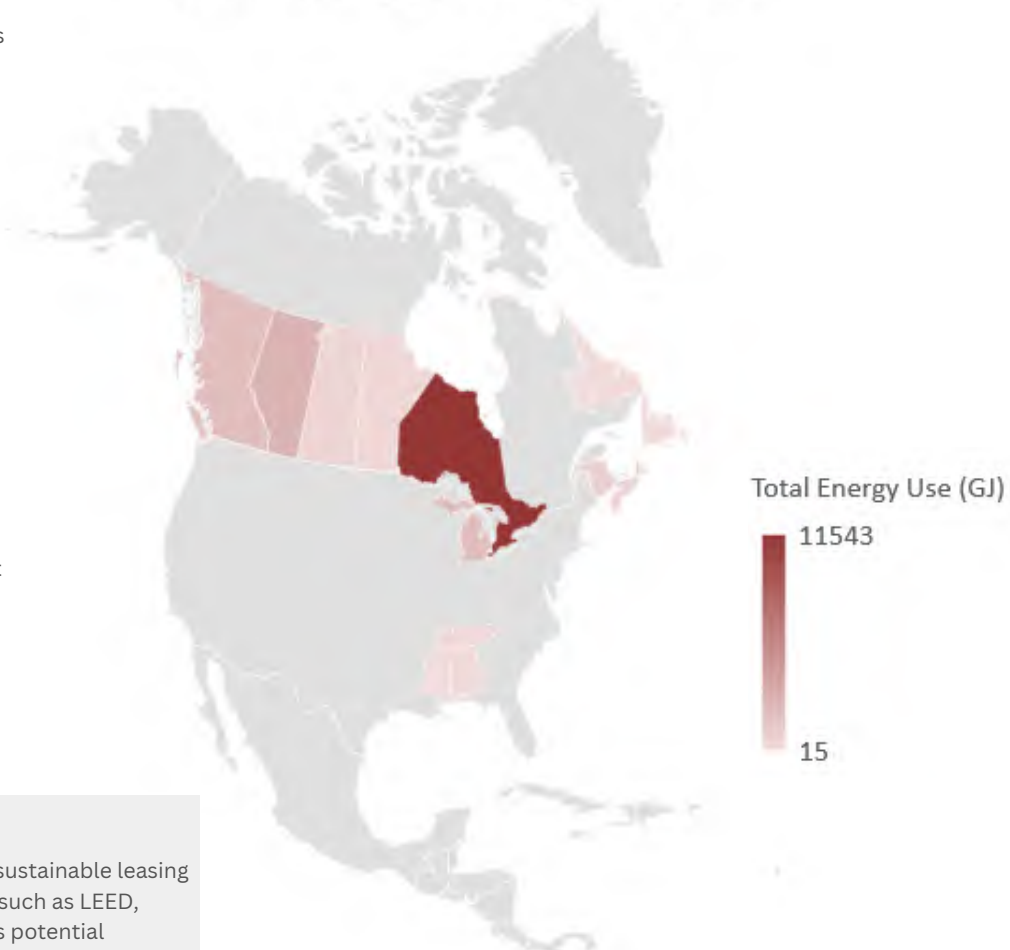 s
Total Energy Use (GJ)
11543
15
sustainable leasing
such as LEED,
s potential